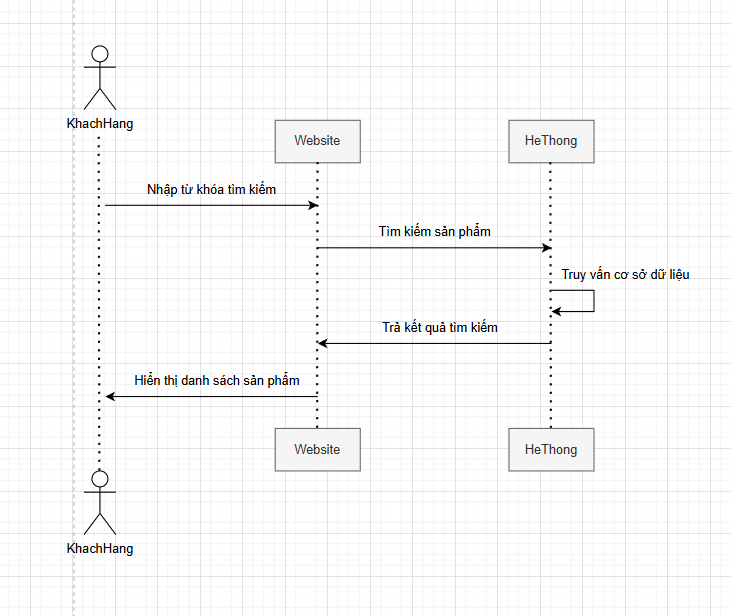 KhachHang
Website
HeThong
Nhập từ khóa tìm kiếm
Tìm kiếm sản phẩm
Truy vấn cơ sở dữ liệu
Trả kết quả tìm kiếm
Hiển thị danh sách sản phẩm
Website
HeThong
KhachHang